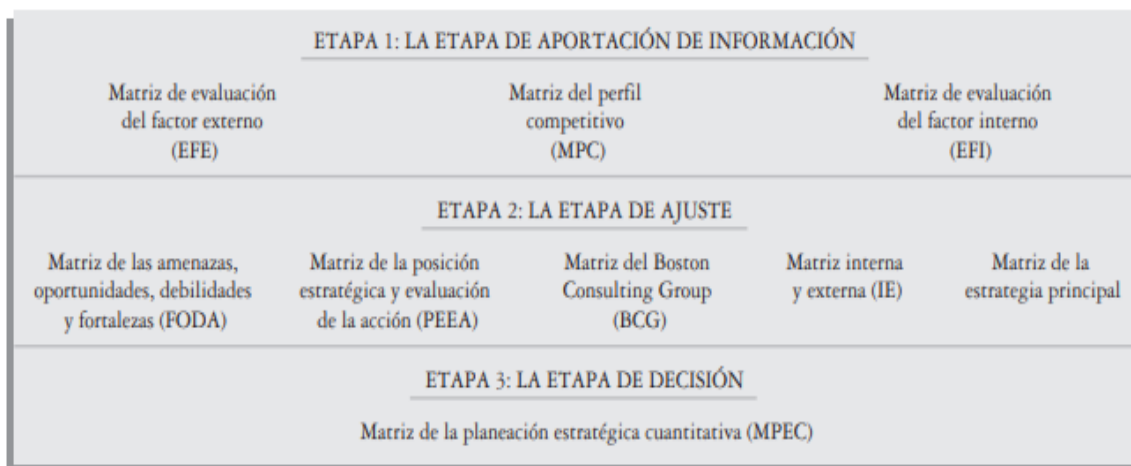 ETAPA 1: LA ETAPA DE APORTACIÓN DE INFORMACIÓN
Matriz de evaluación
del factor externo
(EFE)
Matriz del perfil
competitivo
(MPC)
Matriz de evaluación
del factor interno
(EFI)
ETAPA 2: LA ETAPA DE AJUSTE
Matriz de las amenazas,
oportunidades, debilidades
y fortalezas (FODA)
Matriz de la posición
estratégica y evaluación
de la acción (PEEA)
Matriz del Boston
Consulting Group
(BCG)
Matriz interna
y externa (IE)
Matriz de la
estrategia principal
ETAPA 3: LA ETAPA DE DECISIÓN
Matriz de la planeación estratégica cuantitativa (MPEC)